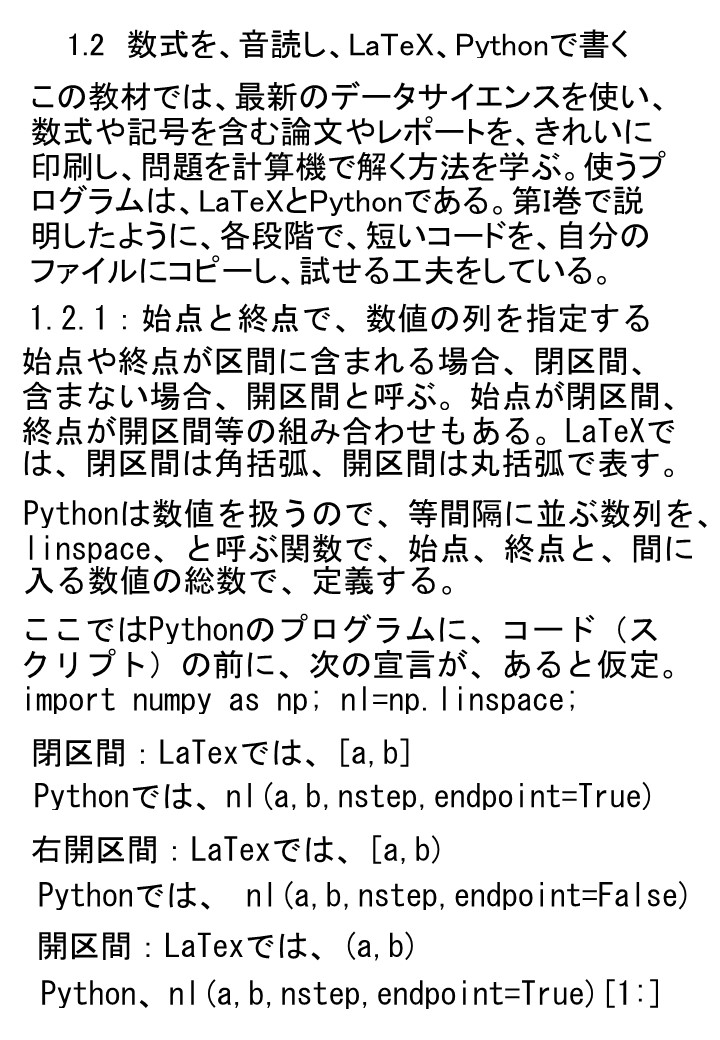 1.2 数式を、音読し、LaTeX、Pythonで書く
この教材では、最新のデータサイエンスを使い、
数式や記号を含む論文やレポートを、きれいに
印刷し、問題を計算機で解く方法を学ぶ。使うプ
ログラムは、LaTeXとPythonである。第I巻で説
明したように、各段階で、短いコードを、自分の
ファイルにコピーし、試せる工夫をしている。
1.2.1：始点と終点で、数値の列を指定する
始点や終点が区間に含まれる場合、閉区間、
含まない場合、開区間と呼ぶ。始点が閉区間、
終点が開区間等の組み合わせもある。LaTeXで
は、閉区間は角括弧、開区間は丸括弧で表す。
Pythonは数値を扱うので、等間隔に並ぶ数列を、
linspace、と呼ぶ関数で、始点、終点と、間に
入る数値の総数で、定義する。
ここではPythonのプログラムに、コード（ス
クリプト）の前に、次の宣言が、あると仮定。
import numpy as np; nl=np.linspace;
閉区間：LaTexでは、[a,b]
Pythonでは、nl(a,b,nstep,endpoint=True)
右開区間：LaTexでは、[a,b)
Pythonでは、 nl(a,b,nstep,endpoint=False)
開区間：LaTexでは、(a,b)
Python、nl(a,b,nstep,endpoint=True)[1:]